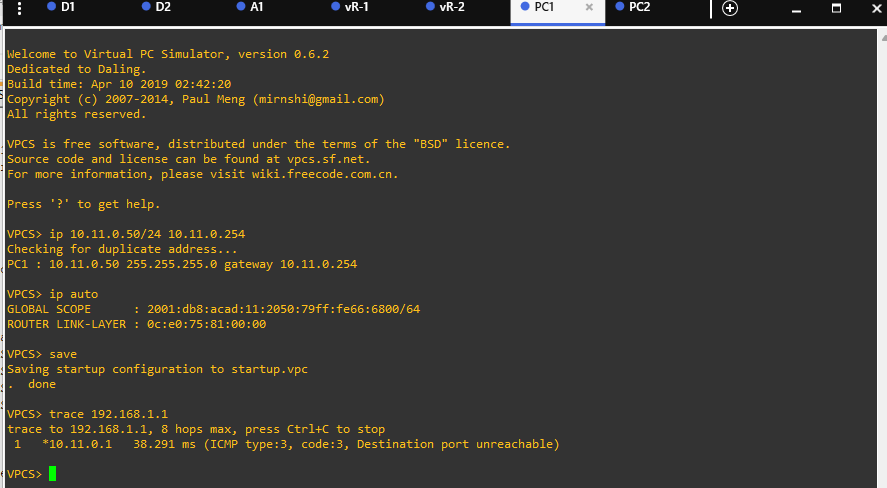 D1 D2 A1 vR-1 vR-2 PC1 PC2
Welcome to Virtual PC Simulator, version 0.6.2
Dedicated to Daling.
Build time: Apr 10 2019 02:42:20
Copyright (c) 2007-2014, Paul Meng (mirnshi@gmail.com)
All rights reserved.
VPCS is free software, distributed under the terms of the "BSD" licence.
Source code and license can be found at vpcs.sf.net.
For more information, please visit wiki.freecode.com.cn.
Press '?' to get help.
VPCS> ip 10.11.0.50/24 10.11.0.254
Checking for duplicate address...
PC1 : 10.11.0.50 255.255.255.0 gateway 10.11.0.254
VPCS> ip auto
GLOBAL SCOPE      : 2001:db8:acad:11:2050:79ff:fe66:6800/64
ROUTER LINK-LAYER : 0c:e0:75:81:00:00
VPCS> save
Saving startup configuration to startup.vpc
.  done
VPCS> trace 192.168.1.1
trace to 192.168.1.1, 8 hops max, press Ctrl+C to stop
 1   *10.11.0.1   38.291 ms (ICMP type:3, code:3, Destination port unreachable)
VPCS>